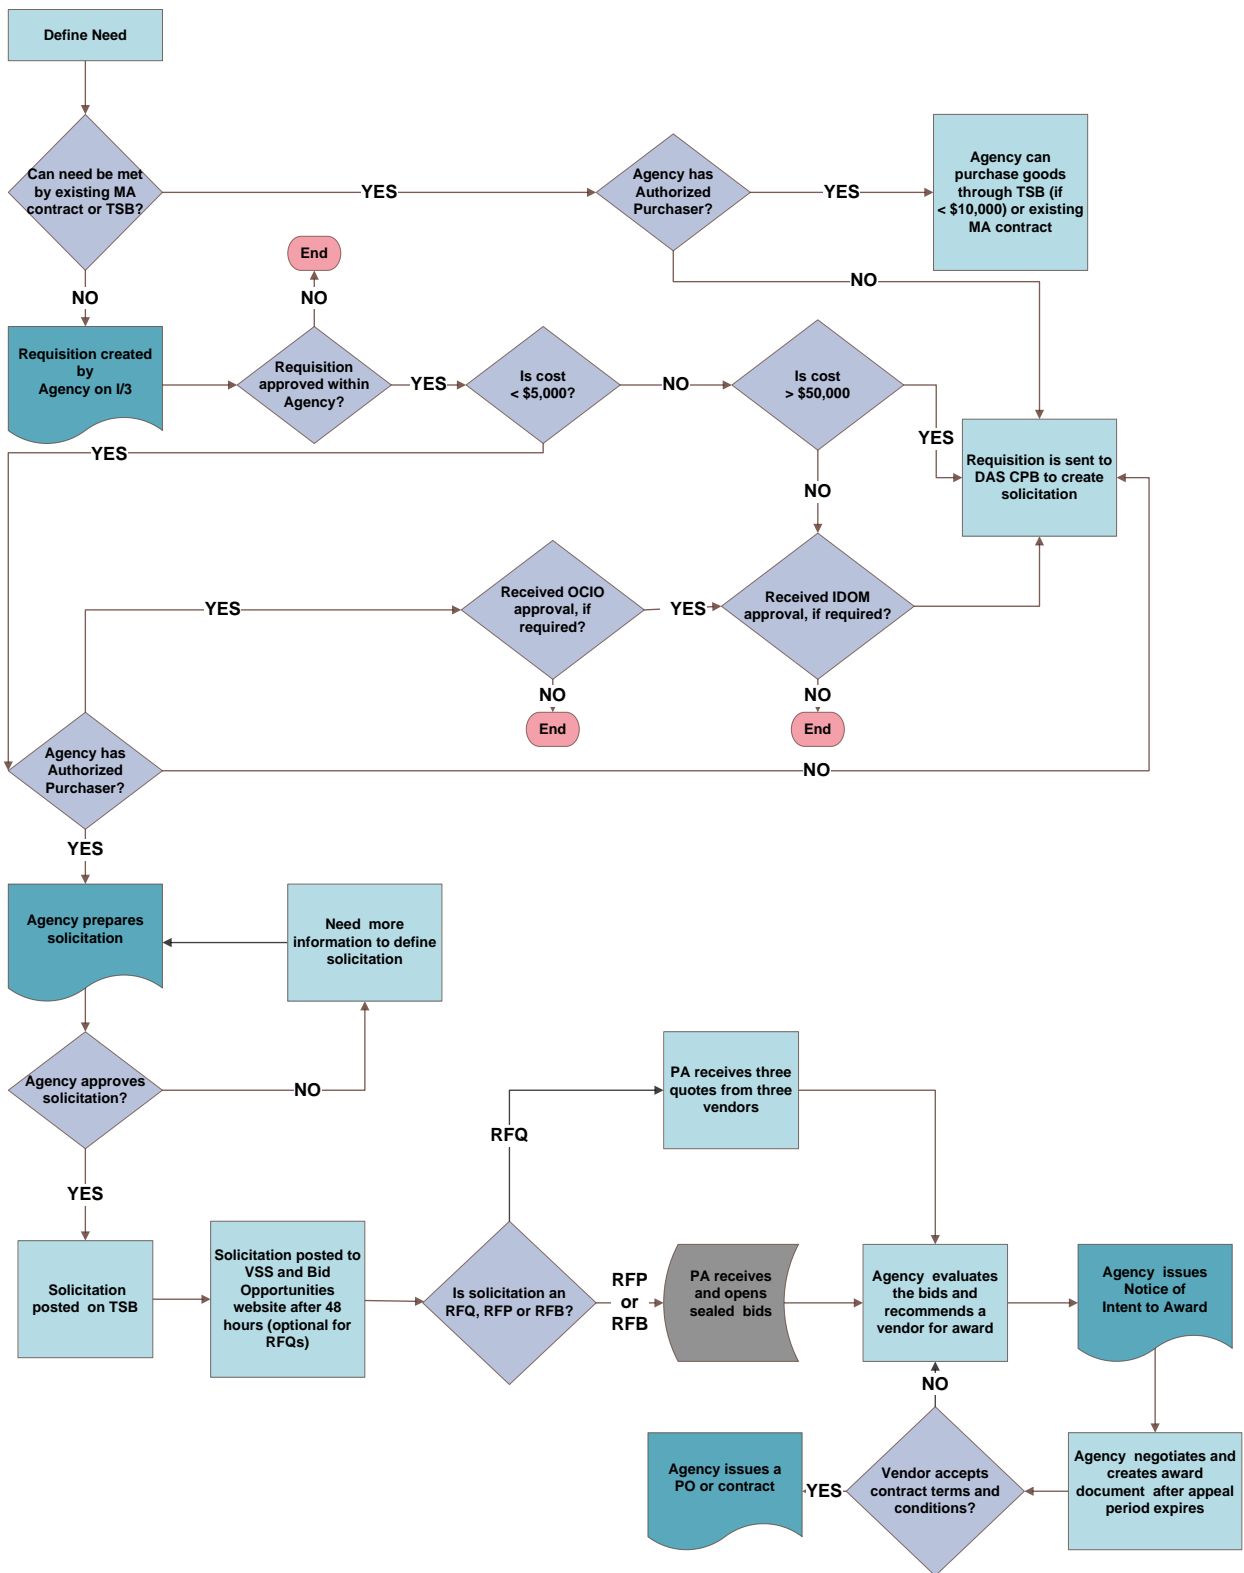 Define Need
Can need be met
by existing MA
contract or TSB?
YES
Agency has
Authorized
Purchaser?
YES
Agency can
purchase goods
through TSB (if
< $10,000) or existing
MA contract
End
NO
NO
NO
Requisition created
by
Agency on I/3
Requisition
approved within
Agency?
YES
Is cost
< $5,000?
NO
Is cost
> $50,000
YES
YES
Requisition is sent to
DAS CPB to create
solicitation
NO
Received OCIO
approval, if
required?
YES
YES
Received IDOM
approval, if required?
NO
End
NO
End
Agency has
Authorized
Purchaser?
NO
YES
Agency prepares
solicitation
Need more
information to define
solicitation
Agency approves
solicitation?
NO
PA receives three
quotes from three
vendors
RFQ
YES
Solicitation
posted on TSB
Solicitation posted to
VSS and Bid
Opportunities
website after 48
hours (optional for
RFQs)
Is solicitation an
RFQ, RFP or RFB?
RFP
or
RFB
PA receives
and opens
sealed bids
Agency evaluates
the bids and
recommends a
vendor for award
Agency issues
Notice of
Intent to Award
NO
Agency issues a
PO or contract
YES
Vendor accepts
contract terms and
conditions?
Agency negotiates and
creates award
document after appeal
period expires